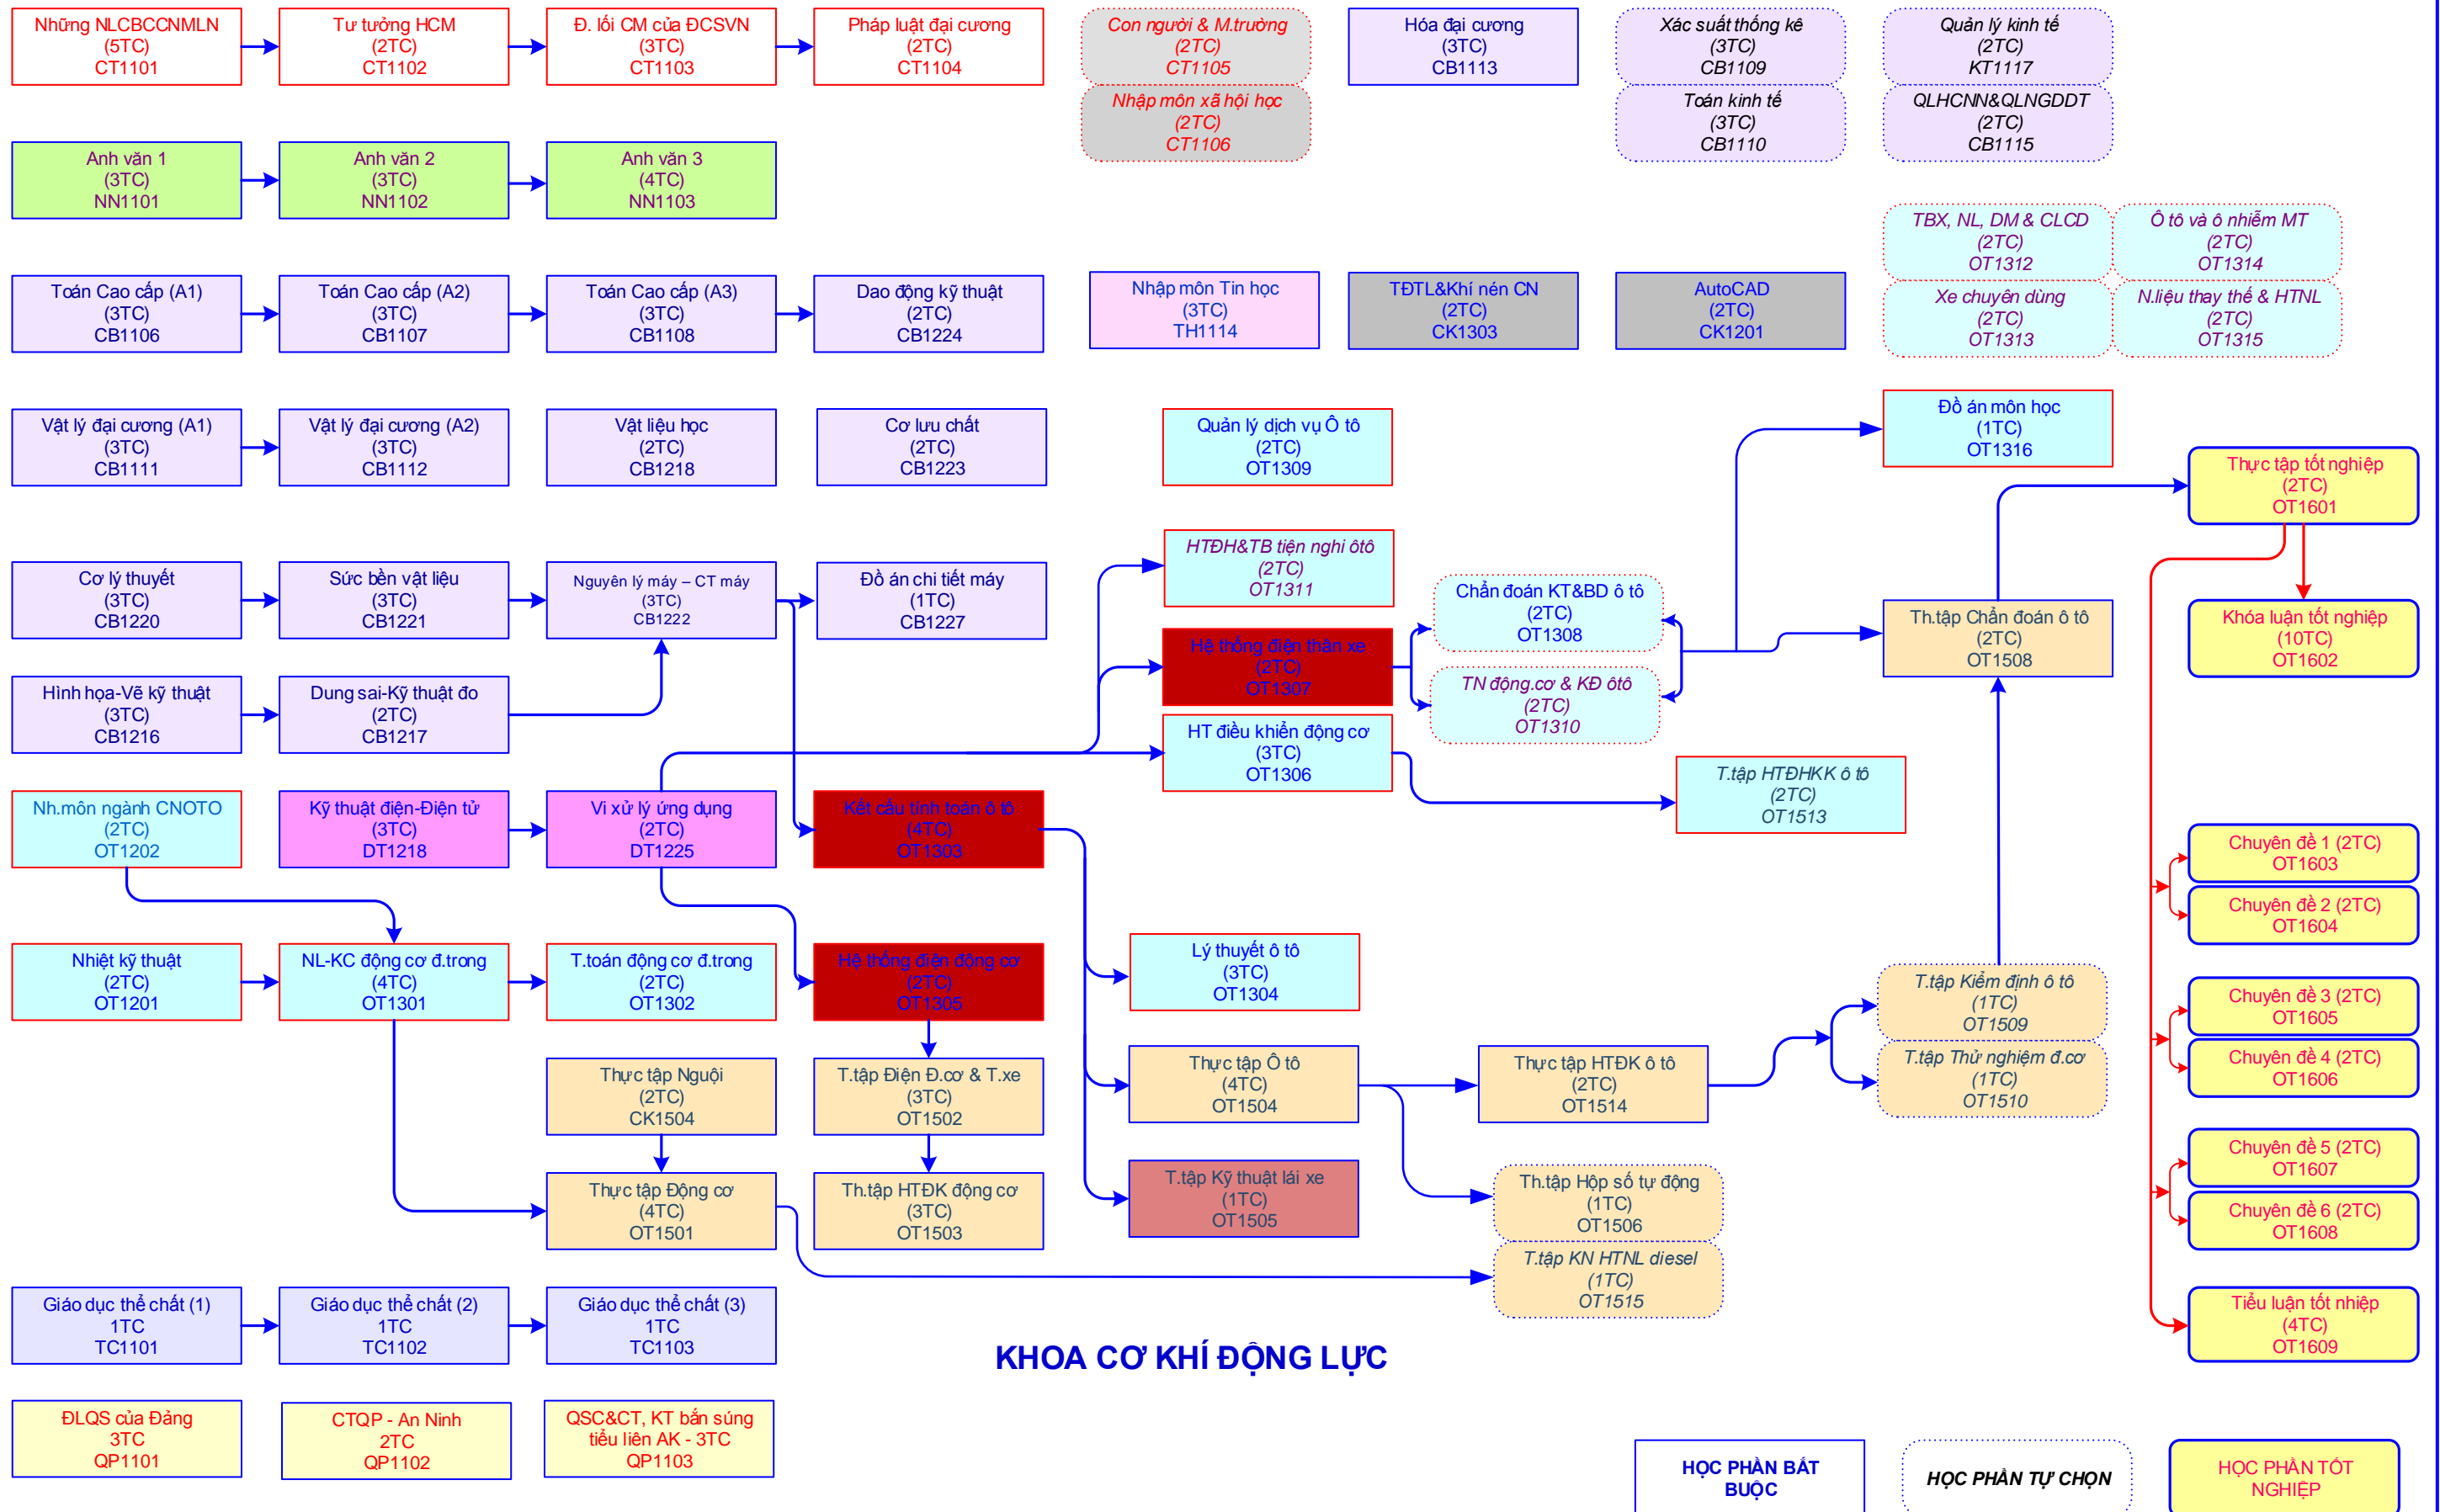 Những NLCBCCNMLN
(5TC)
CT1101
Tư tưởng HCM
(2TC)
CT1102
Đ. lối CM của ĐCSVN
(3TC)
CT1103
Pháp luật đại cương
(2TC)
CT1104
Con người & M.trường
(2TC)
CT1105
Nhập môn xã hội học
(2TC)
CT1106
Hóa đại cương
(3TC)
CB1113
Xác suất thống kê
(3TC)
CB1109
Toán kinh tế
(3TC)
CB1110
Quản lý kinh tế
(2TC)
KT1117
QLHCNN&QLNGDDT
(2TC)
CB1115
Anh văn 1
(3TC)
NN1101
Anh văn 2
(3TC)
NN1102
Anh văn 3
(4TC)
NN1103
TBX, NL, DM & CLCD
(2TC)
OT1312
Ô tô và ô nhiễm MT
(2TC)
OT1314
Xe chuyên dùng
(2TC)
OT1313
N.liệu thay thế & HTNL
(2TC)
OT1315
Toán Cao cấp (A1)
(3TC)
CB1106
Toán Cao cấp (A2)
(3TC)
CB1107
Toán Cao cấp (A3)
(3TC)
CB1108
Dao động kỹ thuật
(2TC)
CB1224
Nhập môn Tin học
(3TC)
TH1114
TĐTL&Khí nén CN
(2TC)
CK1303
AutoCAD
(2TC)
CK1201
Vật lý đại cương (A1)
(3TC)
CB1111
Vật lý đại cương (A2)
(3TC)
CB1112
Vật liệu học
(2TC)
CB1218
Cơ lưu chất
(2TC)
CB1223
Quản lý dịch vụ Ô tô
(2TC)
OT1309
Đồ án môn học
(1TC)
OT1316
Thực tập tốt nghiệp
(2TC)
OT1601
Cơ lý thuyết
(3TC)
CB1220
Sức bền vật liệu
(3TC)
CB1221
Nguyên lý máy – CT máy
(3TC)
CB1222
Đồ án chi tiết máy
(1TC)
CB1227
HTĐH&TB tiện nghi ôtô
(2TC)
OT1311
Chẩn đoán KT&BD ô tô
(2TC)
OT1308
Th.tập Chẩn đoán ô tô
(2TC)
OT1508
Khóa luận tốt nghiệp
(10TC)
OT1602
Hình họa-Vẽ kỹ thuật
(3TC)
CB1216
Dung sai-Kỹ thuật đo
(2TC)
CB1217
Hệ thống điện thân xe
(2TC)
OT1307
TN động.cơ & KĐ ôtô
(2TC)
OT1310
HT điều khiển động cơ
(3TC)
OT1306
T.tập HTĐHKK ô tô
(2TC)
OT1513
Nh.môn ngành CNOTO
(2TC)
OT1202
Kỹ thuật điện-Điện tử
(3TC)
DT1218
Vi xử lý ứng dụng
(2TC)
DT1225
Kết cấu tính toán ô tô
(4TC)
OT1303
Chuyên đề 1 (2TC)
OT1603
Chuyên đề 2 (2TC)
OT1604
Nhiệt kỹ thuật
(2TC)
OT1201
NL-KC động cơ đ.trong
(4TC)
OT1301
T.toán động cơ đ.trong
(2TC)
OT1302
Hệ thống điện động cơ
(2TC)
OT1305
Lý thuyết ô tô
(3TC)
OT1304
T.tập Kiểm định ô tô
(1TC)
OT1509
Chuyên đề 3 (2TC)
OT1605
Chuyên đề 4 (2TC)
OT1606
Thực tập Nguội
(2TC)
CK1504
T.tập Điện Đ.cơ & T.xe
(3TC)
OT1502
Thực tập Ô tô
(4TC)
OT1504
Thực tập HTĐK ô tô
(2TC)
OT1514
T.tập Thử nghiệm đ.cơ
(1TC)
OT1510
Chuyên đề 5 (2TC)
OT1607
Chuyên đề 6 (2TC)
OT1608
Thực tập Động cơ
(4TC)
OT1501
Th.tập HTĐK động cơ
(3TC)
OT1503
T.tập Kỹ thuật lái xe
(1TC)
OT1505
Th.tập Hộp số tự động
(1TC)
OT1506
T.tập KN HTNL diesel
(1TC)
OT1515
Giáo dục thể chất (1)
1TC
TC1101
Giáo dục thể chất (2)
1TC
TC1102
Giáo dục thể chất (3)
1TC
TC1103
Tiểu luận tốt nhiệp
(4TC)
OT1609
KHOA CƠ KHÍ ĐỘNG LỰC
ĐLQS của Đảng
3TC
QP1101
CTQP - An Ninh
2TC
QP1102
QSC&CT, KT bắn súng
tiểu liên AK - 3TC
QP1103
HỌC PHẦN BẮT
BUỘC
HỌC PHẦN TỰ CHỌN
HỌC PHẦN TỐT
NGHIỆP